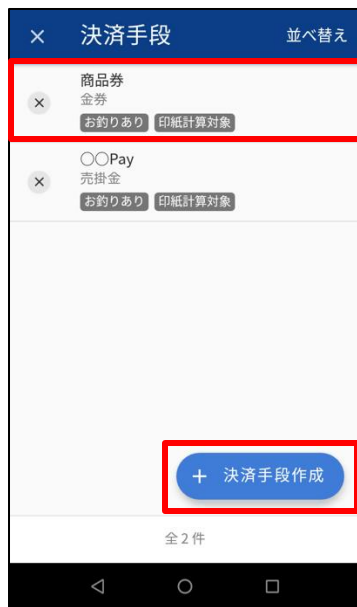 × 決済手段 並べ替え
商品券
× 金券
お釣りあり 印紙計算対象
○○Pay
× 売掛金
お釣りあり 印紙計算対象
+ 決済手段作成
全2件